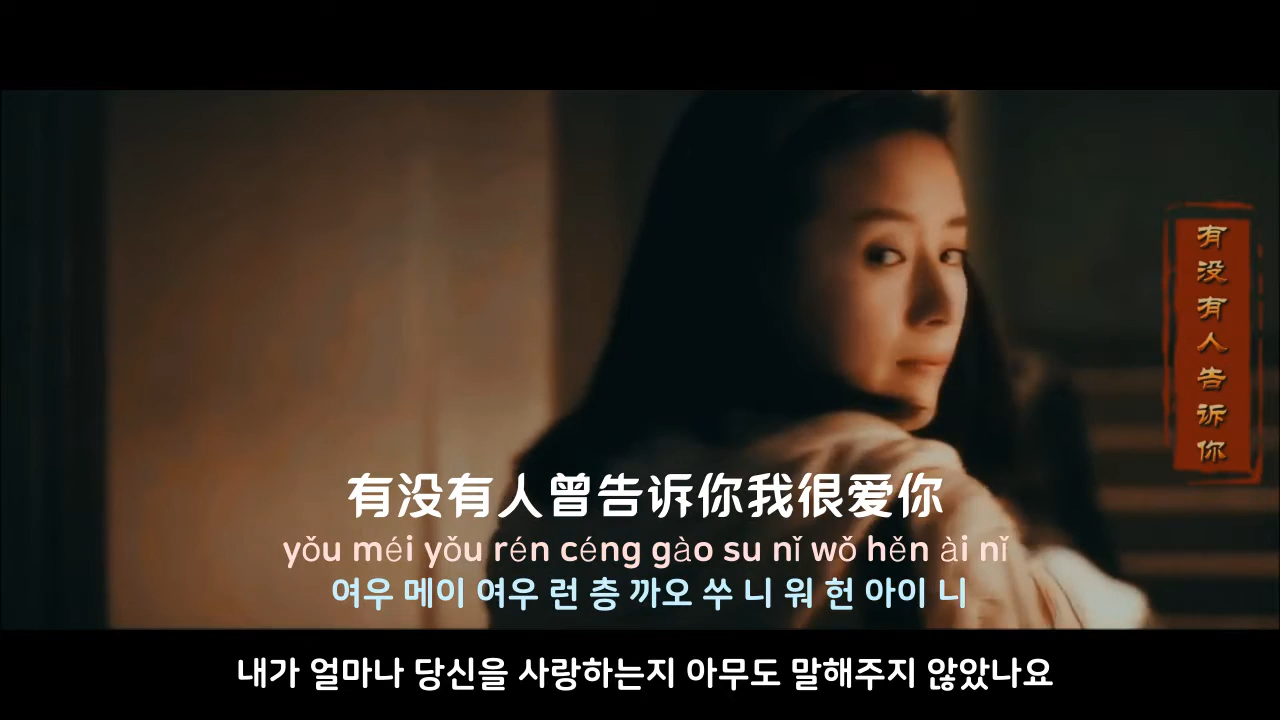 有没有人告诉你
有没有人曾告诉你我很爱你
yǒu méi yǒu rén céng gào su nǐ wǒ hěn ài nǐ
여우 메이 여우 런 층 까오 쑤 니 워 헌 아이 니
내가 얼마나 당신을 사랑하는지 아무도 말해주지 않았나요